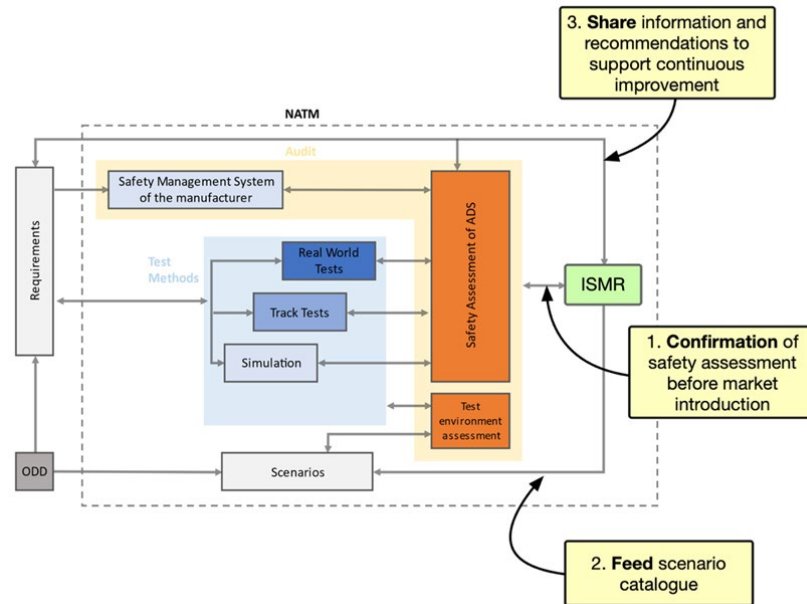 3. Share information and
recommendations to
support continuous
improvement
NATM
Audit
Safety Management System
of the manufacturer
Requirements
Safety Assessment of ADS
Test
Methods
Real World
Tests
Track Tests
Simulation
ISMR
1. Confirmation of
safety assessment
before market
introduction
Test
environment
assessment
ODD
Scenarios
2. Feed scenario
catalogue